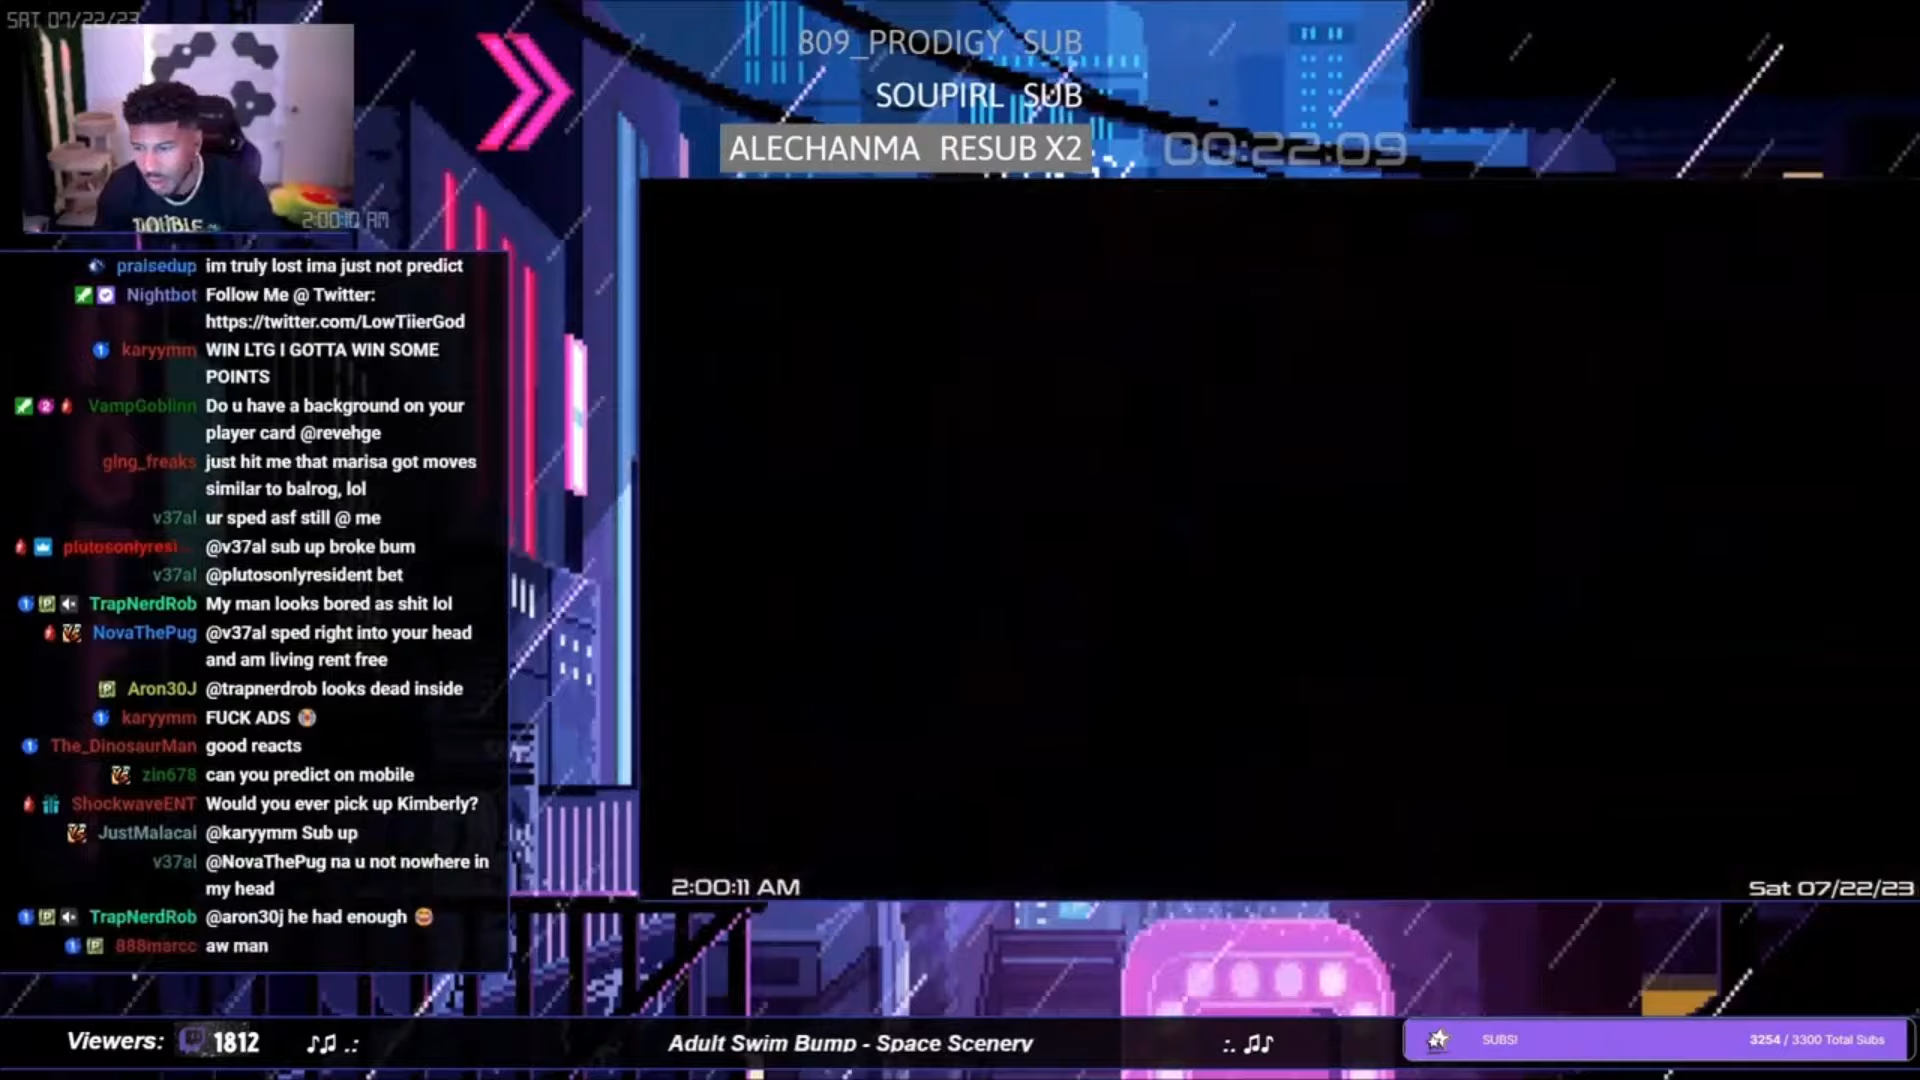 SAT 07/22/23
809_PRODIGY SUB
SOUPIRL SUB
ALECHANMA RESUB X2
00:22:09
DOUBLE
2:00:10 AM
praisedup im truly lost ima just not predict
Nightbot Follow Me @ Twitter:
https://twitter.com/LowTiierGod
karyymm WIN LTG I GOTTA WIN SOME
POINTS
VampGoblinn Do u have a background on your
player card @revehge
glng_freaks just hit me that marisa got moves
similar to balrog, lol
v37al ur sped asf still @ me
plutosonlyresi... @v37al sub up broke bum
v37al @plutosonlyresident bet
TrapNerdRob My man looks bored as shit lol
NovaThePug @v37al sped right into your head
and am living rent free
Aron30J @trapnerdrob looks dead inside
karyymm FUCK ADS
The_DinosaurMan good reacts
zin678 can you predict on mobile
ShockwaveENT Would you ever pick up Kimberly?
JustMalacai @karyymm Sub up
v37al @NovaThePug na u not nowhere in
my head
TrapNerdRob @aron30j he had enough
888marcc aw man
2:00:11 AM
Sat 07/22/23
Viewers: 1812
♪♫ .:
Adult Swim Bump - Space Scenery
:. ♫♪
SUBS!
3254 / 3300 Total Subs